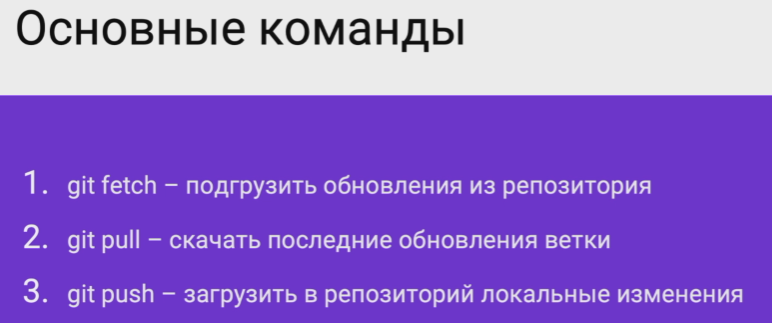 Основные команды
1. git fetch – подгрузить обновления из репозитория
2. git pull – скачать последние обновления ветки
3. git push – загрузить в репозиторий локальные изменения